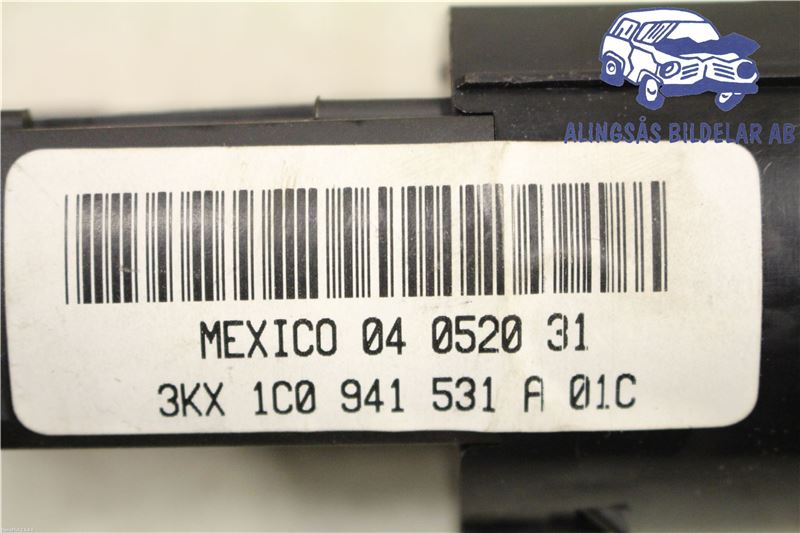 ALINGSÅS BILDELAR AB
MEXICO 04 0520 31
3KX 1C0 941 531 A 01C